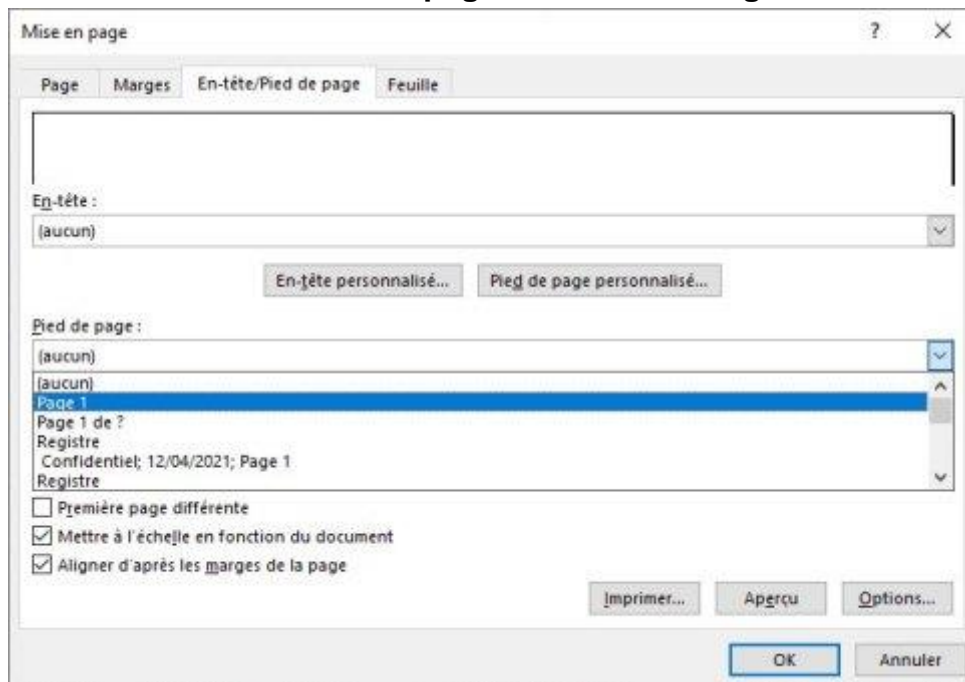 Mise en page ? ×
Page Marges En-tête/Pied de page Feuille
En-tête :
(aucun)
En-tête personnalisé... Pied de page personnalisé...
Pied de page :
(aucun)
(aucun)
Page 1
Page 1 de ?
Registre
Confidentiel; 12/04/2021; Page 1
Registre
Première page différente
Mettre à l'échelle en fonction du document
Aligner d'après les marges de la page
Imprimer... Aperçu Options...
OK Annuler